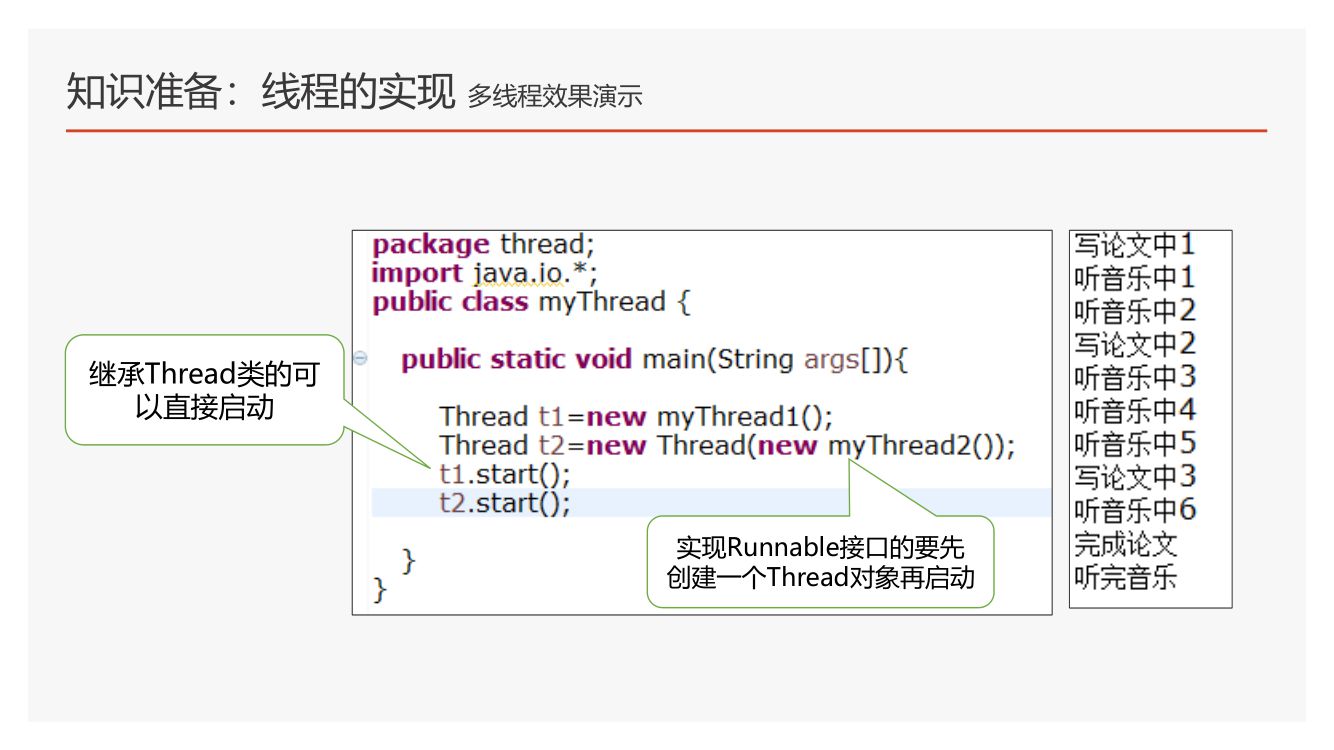 知识准备：线程的实现 多线程效果演示
package thread;
import java.io.*;
public class myThread {
public static void main(String args[]){
Thread t1=new myThread1();
Thread t2=new Thread(new myThread2());
t1.start();
t2.start();
}
}
继承Thread类的可
以直接启动
实现Runnable接口的要先
创建一个Thread对象再启动
写论文中1
听音乐中1
听音乐中2
写论文中2
听音乐中3
听音乐中4
听音乐中5
写论文中3
听音乐中6
完成论文
听完音乐